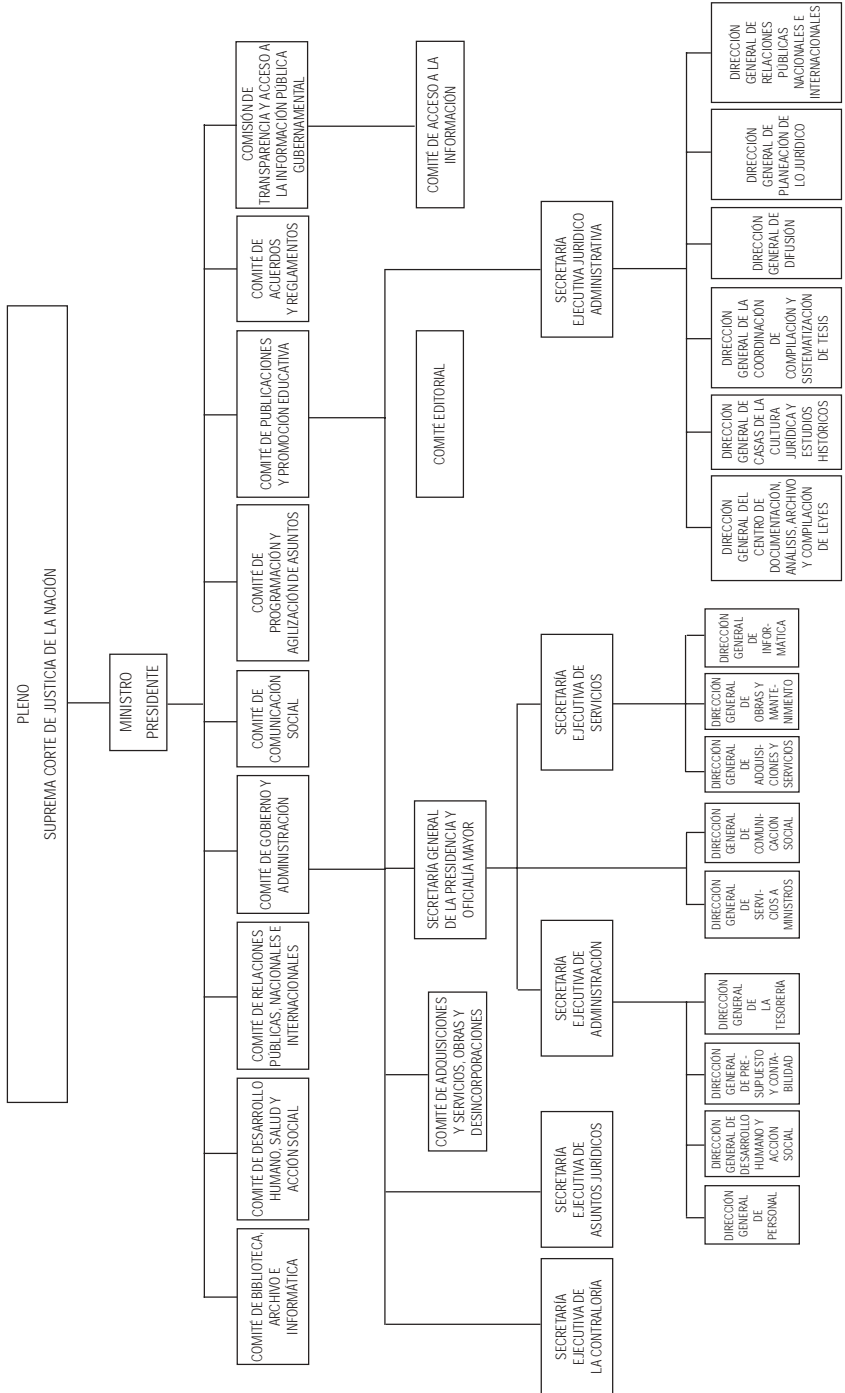 PLENO
SUPREMA CORTE DE JUSTICIA DE LA NACIÓN
MINISTRO
PRESIDENTE
COMITÉ DE BIBLIOTECA,
ARCHIVO E
INFORMÁTICA
COMITÉ DE DESARROLLO
HUMANO, SALUD Y
ACCIÓN SOCIAL
COMITÉ DE RELACIONES
PÚBLICAS, NACIONALES E
INTERNACIONALES
COMITÉ DE GOBIERNO Y
ADMINISTRACIÓN
COMITÉ DE
COMUNICACIÓN
SOCIAL
COMITÉ DE
PROGRAMACIÓN Y
AGILIZACIÓN DE ASUNTOS
COMITÉ DE PUBLICACIONES
Y PROMOCIÓN EDUCATIVA
COMITÉ DE
ACUERDOS
Y REGLAMENTOS
COMISIÓN DE
TRANSPARENCIA Y ACCESO A
LA INFORMACIÓN PÚBLICA
GUBERNAMENTAL
COMITÉ DE ADQUISICIONES
Y SERVICIOS, OBRAS Y
DESINCORPORACIONES
SECRETARÍA GENERAL
DE LA PRESIDENCIA Y
OFICIALÍA MAYOR
COMITÉ EDITORIAL
COMITÉ DE ACCESO A LA
INFORMACIÓN
SECRETARÍA
EJECUTIVA DE
LA CONTRALORÍA
SECRETARÍA
EJECUTIVA DE
ASUNTOS JURÍDICOS
SECRETARÍA
EJECUTIVA DE
ADMINISTRACIÓN
SECRETARÍA
EJECUTIVA DE
SERVICIOS
SECRETARÍA
EJECUTIVA JURIDICO
ADMINISTRATIVA
DIRECCIÓN
GENERAL
DE
PERSONAL
DIRECCIÓN
GENERAL DE
DESARROLLO
HUMANO Y
ACCIÓN
SOCIAL
DIRECCIÓN
GENERAL
DE PRE-
SUPUESTO
Y CONTA-
BILIDAD
DIRECCIÓN
GENERAL
DE
LA
TESORERÍA
DIRECCIÓN
GENERAL
DE
SERVI-
CIOS A
MINISTROS
DIRECCIÓN
GENERAL
DE
COMUNI-
CACIÓN
SOCIAL
DIRECCIÓN
GENERAL
DE
ADQUISI-
CIONES Y
SERVICIOS
DIRECCIÓN
GENERAL
DE
OBRAS Y
MANTE-
NIMIENTO
DIRECCIÓN
GENERAL
DE
INFOR-
MÁTICA
DIRECCIÓN
GENERAL DEL
CENTRO DE
DOCUMENTACIÓN,
ANÁLISIS, ARCHIVO
Y COMPILACIÓN
DE LEYES
DIRECCIÓN
GENERAL DE
CASAS DE LA
CULTURA
JURÍDICA Y
ESTUDIOS
HISTÓRICOS
DIRECCIÓN
GENERAL DE LA
COORDINACIÓN
DE
COMPILACIÓN Y
SISTEMATIZACIÓN
DE TESIS
DIRECCIÓN
GENERAL DE
DIFUSIÓN
DIRECCIÓN
GENERAL DE
PLANEACIÓN DE
LO JURÍDICO
DIRECCIÓN
GENERAL DE
RELACIONES
PÚBLICAS
NACIONALES E
INTERNACIONALES